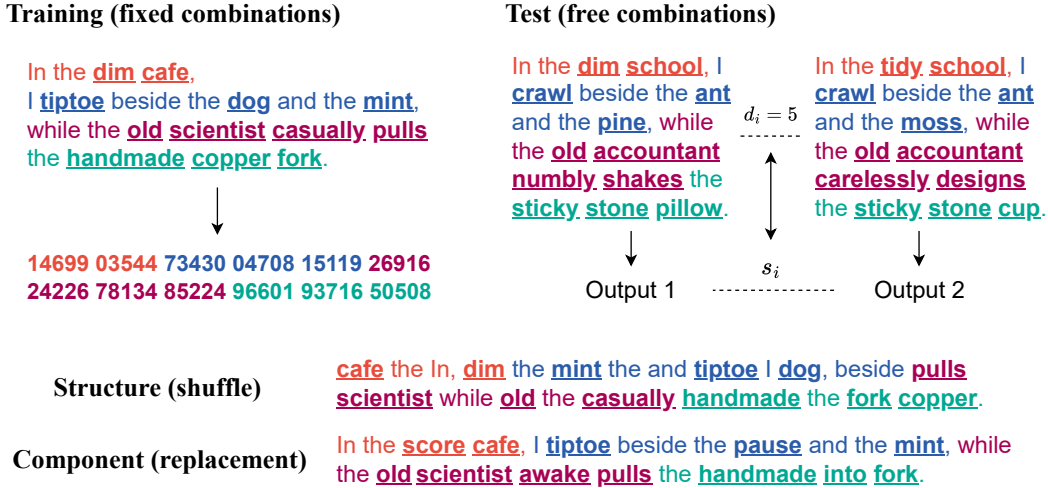 Training (fixed combinations)
In the dim cafe,
I tiptoe beside the dog and the mint,
while the old scientist casually pulls
the handmade copper fork.
14699 03544 73430 04708 15119 26916
24226 78134 85224 96601 93716 50508
Test (free combinations)
In the dim school, I
crawl beside the ant
and the pine, while
the old accountant
numbly shakes the
sticky stone pillow.
Output 1
d_i = 5
s_i
In the tidy school, I
crawl beside the ant
and the moss, while
the old accountant
carelessly designs
the sticky stone cup.
Output 2
Structure (shuffle)
cafe the In, dim the mint the and tiptoe I dog, beside pulls
scientist while old the casually handmade the fork copper.
Component (replacement)
In the score cafe, I tiptoe beside the pause and the mint, while
the old scientist awake pulls the handmade into fork.